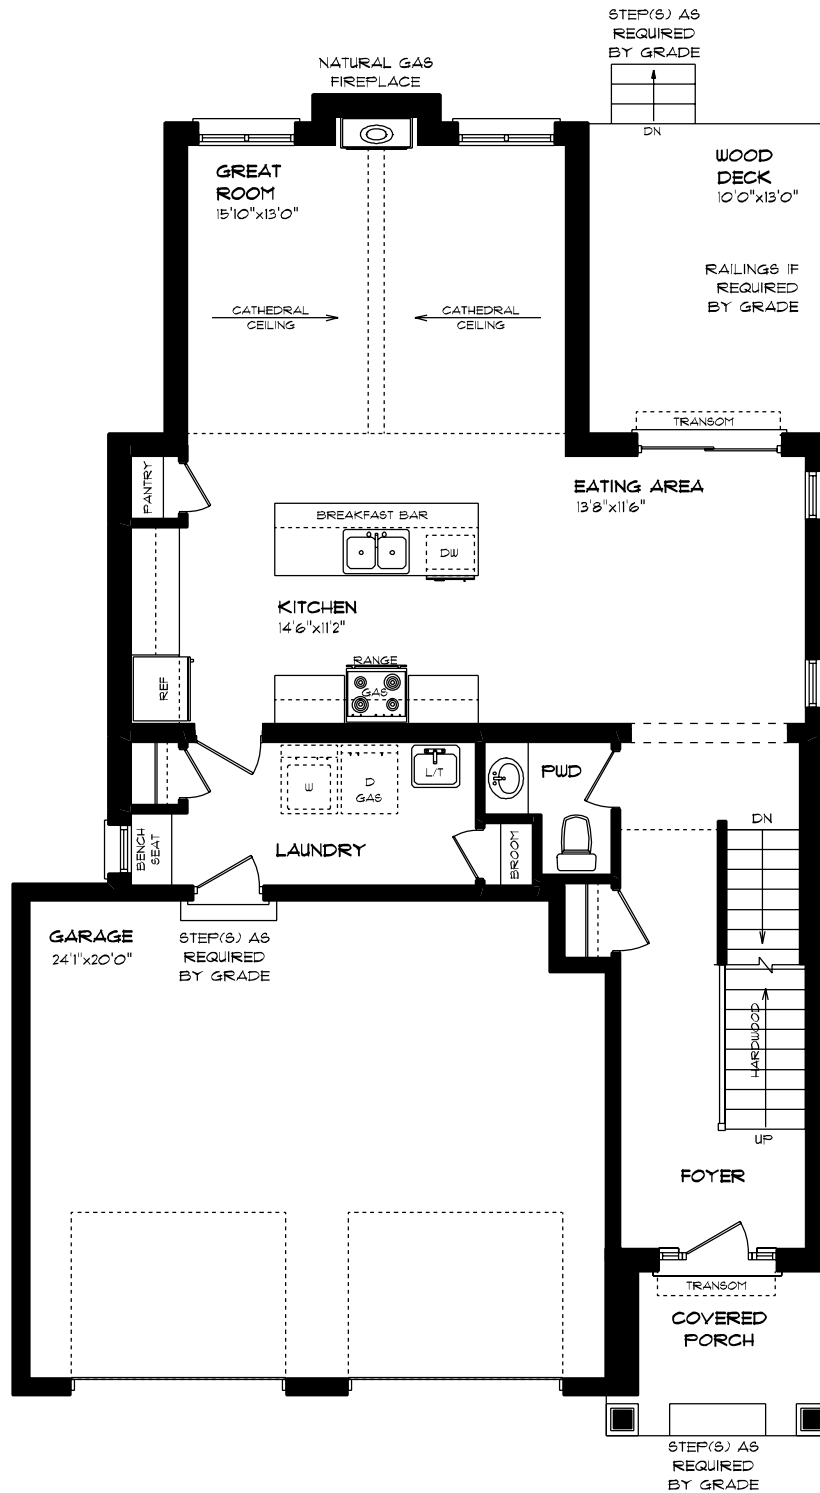 STEP(S) AS
REQUIRED
BY GRADE
NATURAL GAS
FIREPLACE
DN
GREAT
ROOM
15'10"x13'0"
WOOD
DECK
10'0"x13'0"
RAILINGS IF
REQUIRED
BY GRADE
CATHEDRAL
CEILING
CATHEDRAL
CEILING
TRANSOM
PANTRY
EATING AREA
13'8"x11'6"
BREAKFAST BAR
DW
KITCHEN
14'6"x11'2"
REF
RANGE
GAS
W
D
GAS
L/T
PWD
BENCH
SEAT
LAUNDRY
BROOM
DN
GARAGE
24'1"x20'0"
STEP(S) AS
REQUIRED
BY GRADE
HARDWOOD
UP
FOYER
TRANSOM
COVERED
PORCH
STEP(S) AS
REQUIRED
BY GRADE